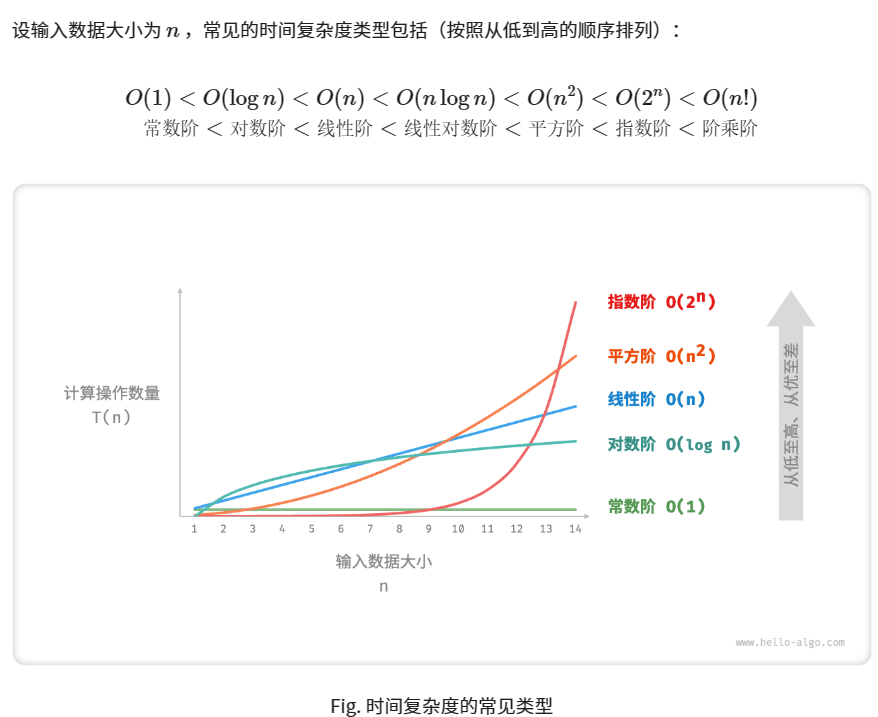 设输入数据大小为 n ，常见的时间复杂度类型包括（按照从低到高的顺序排列）：
O(1) < O(log n) < O(n) < O(n log n) < O(n²) < O(2ⁿ) < O(n!)
常数阶 < 对数阶 < 线性阶 < 线性对数阶 < 平方阶 < 指数阶 < 阶乘阶
指数阶 O(2ⁿ)
平方阶 O(n²)
线性阶 O(n)
对数阶 O(log n)
常数阶 O(1)
从低至高、从优至差
计算操作数量
T(n)
1 2 3 4 5 6 7 8 9 10 11 12 13 14
输入数据大小
n
www.hello-algo.com
Fig. 时间复杂度的常见类型